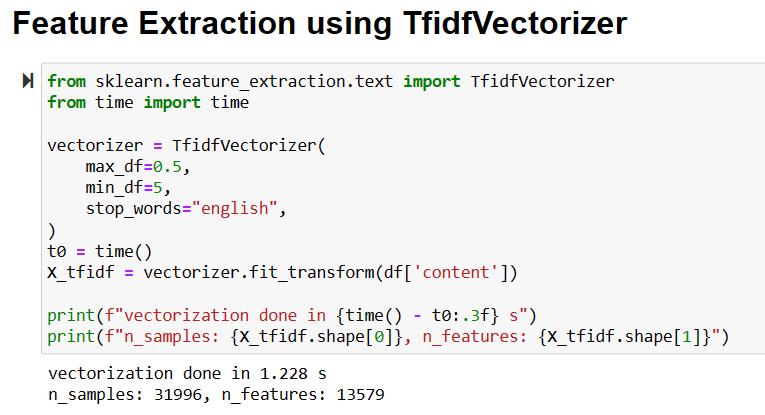 Feature Extraction using TfidfVectorizer
from sklearn.feature_extraction.text import TfidfVectorizer
from time import time
vectorizer = TfidfVectorizer(
    max_df=0.5,
    min_df=5,
    stop_words="english",
)
t0 = time()
X_tfidf = vectorizer.fit_transform(df['content'])
print(f"vectorization done in {time() - t0:.3f} s")
print(f"n_samples: {X_tfidf.shape[0]}, n_features: {X_tfidf.shape[1]}")
vectorization done in 1.228 s
n_samples: 31996, n_features: 13579